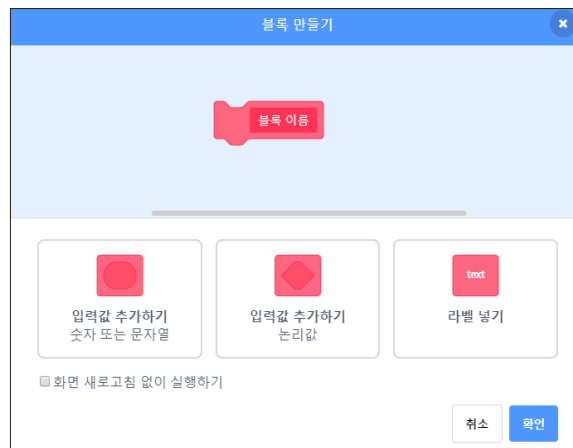 블록 만들기
블록 이름
입력값 추가하기
숫자 또는 문자열
입력값 추가하기
논리값
text
라벨 넣기
화면 새로고침 없이 실행하기
취소
확인